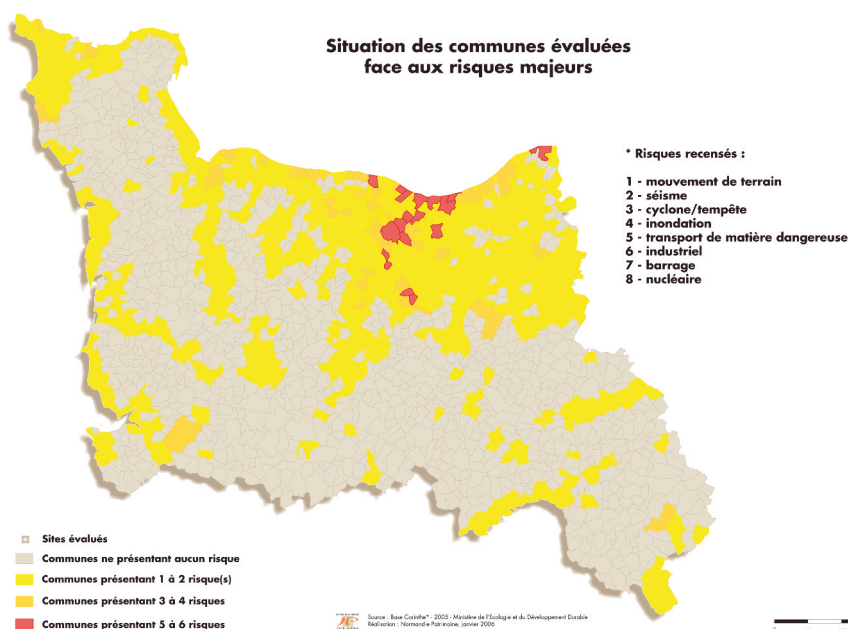 Situation des communes évaluées
face aux risques majeurs
* Risques recensés :
1 - mouvement de terrain
2 - séisme
3 - cyclone/tempête
4 - inondation
5 - transport de matière dangereuse
6 - industriel
7 - barrage
8 - nucléaire
Sites évalués
Communes ne présentant aucun risque
Communes présentant 1 à 2 risque(s)
Communes présentant 3 à 4 risques
Communes présentant 5 à 6 risques
Source : Base Corinthe* - 2005 - Ministère de l'Ecologie et du Développement Durable
Réalisation : Normandie Patrimoine, janvier 2006